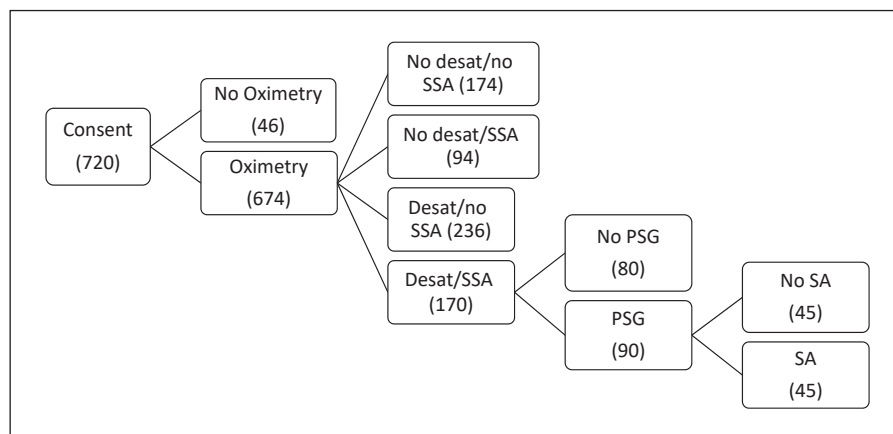 Consent
(720)
No Oximetry
(46)
Oximetry
(674)
No desat/no
SSA (174)
No desat/SSA
(94)
Desat/no
SSA (236)
Desat/SSA
(170)
No PSG
(80)
PSG
(90)
No SA
(45)
SA
(45)